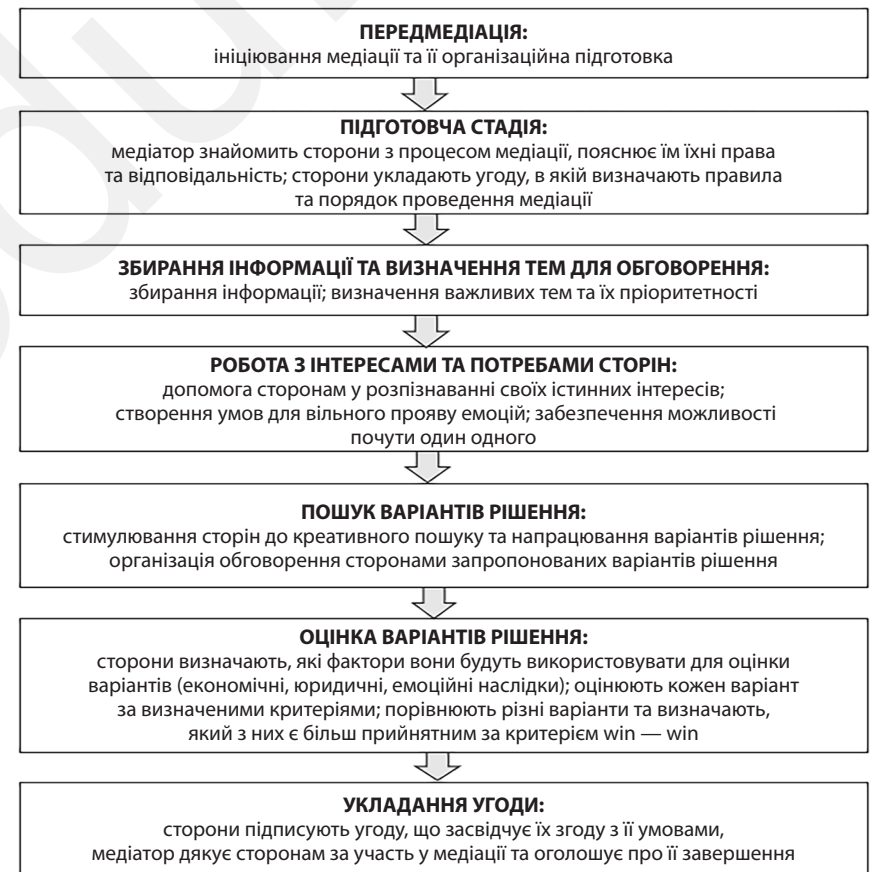 ПЕРЕДМЕДІАЦІЯ:
ініціювання медіації та її організаційна підготовка
ПІДГОТОВЧА СТАДІЯ:
медіатор знайомить сторони з процесом медіації, пояснює їм їхні права
та відповідальність; сторони укладають угоду, в якій визначають правила
та порядок проведення медіації
ЗБИРАННЯ ІНФОРМАЦІЇ ТА ВИЗНАЧЕННЯ ТЕМ ДЛЯ ОБГОВОРЕННЯ:
збирання інформації; визначення важливих тем та їх пріоритетності
РОБОТА З ІНТЕРЕСАМИ ТА ПОТРЕБАМИ СТОРІН:
допомога сторонам у розпізнаванні своїх істинних інтересів;
створення умов для вільного прояву емоцій; забезпечення можливості
почути один одного
ПОШУК ВАРІАНТІВ РІШЕННЯ:
стимулювання сторін до креативного пошуку та напрацювання варіантів рішення;
організація обговорення сторонами запропонованих варіантів рішення
ОЦІНКА ВАРІАНТІВ РІШЕННЯ:
сторони визначають, які фактори вони будуть використовувати для оцінки
варіантів (економічні, юридичні, емоційні наслідки); оцінюють кожен варіант
за визначеними критеріями; порівнюють різні варіанти та визначають,
який з них є більш прийнятним за критерієм win — win
УКЛАДАННЯ УГОДИ:
сторони підписують угоду, що засвідчує їх згоду з її умовами,
медіатор дякує сторонам за участь у медіації та оголошує про її завершення